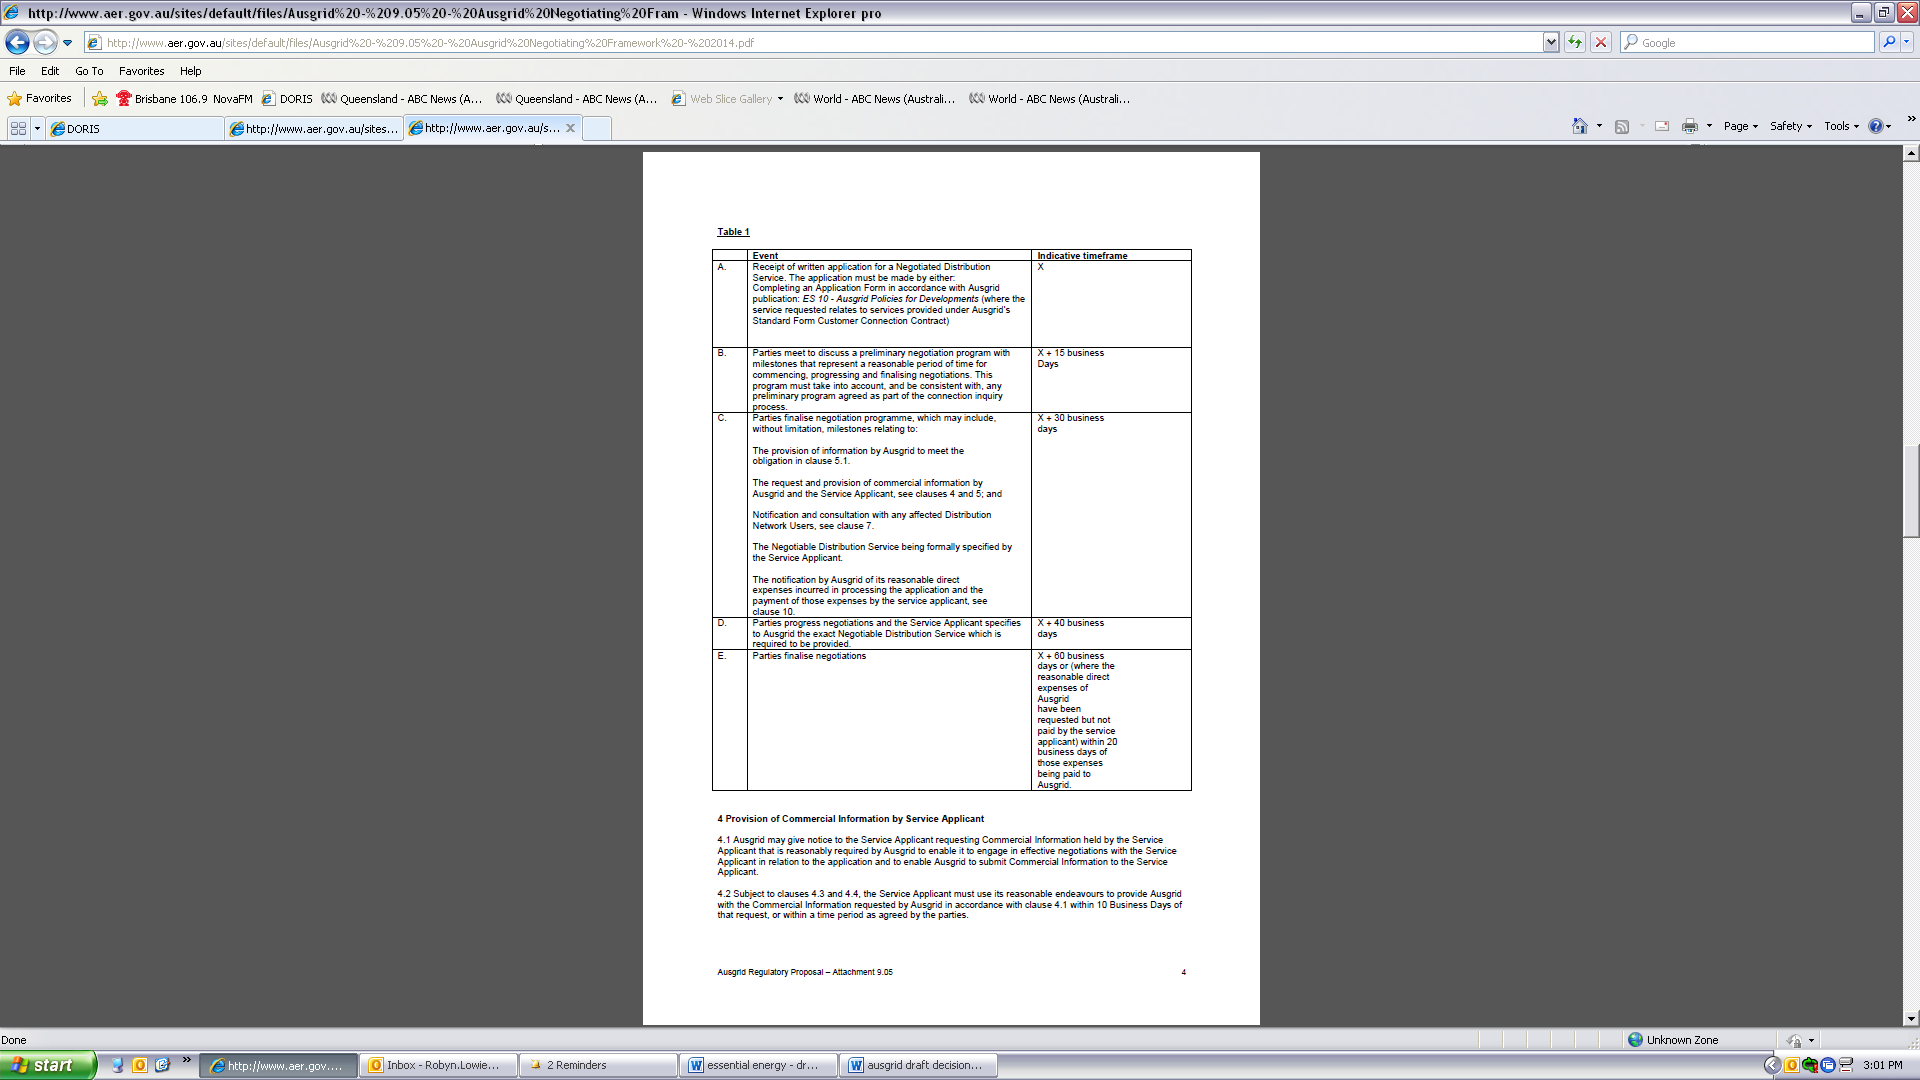 http://www.aer.gov.au/sites/default/files/Ausgrid%20-%209.05%20-%20Ausgrid%20Negotiating%20Fram - Windows Internet Explorer pro
http://www.aer.gov.au/sites/default/files/Ausgrid%20-%209.05%20-%20Ausgrid%20Negotiating%20Framework%20-%202014.pdf
Google
File Edit Go To Favorites Help
Favorites Brisbane 106.9 NovaFM DORIS Queensland - ABC News (A... Queensland - ABC News (A... Web Slice Gallery World - ABC News (Australi... World - ABC News (Australi...
DORIS http://www.aer.gov.au/sites... http://www.aer.gov.au/s... Page Safety Tools
Table 1
Event Indicative timeframe
A. Receipt of written application for a Negotiated Distribution X
Service. The application must be made by either:
Completing an Application Form in accordance with Ausgrid
publication: ES 10 - Ausgrid Policies for Developments (where the
service requested relates to services provided under Ausgrid's
Standard Form Customer Connection Contract)
B. Parties meet to discuss a preliminary negotiation program with X + 15 business
milestones that represent a reasonable period of time for Days
commencing, progressing and finalising negotiations. This
program must take into account, and be consistent with, any
preliminary program agreed as part of the connection inquiry
process.
C. Parties finalise negotiation programme, which may include, X + 30 business
without limitation, milestones relating to: days
The provision of information by Ausgrid to meet the
obligation in clause 5.1.
The request and provision of commercial information by
Ausgrid and the Service Applicant, see clauses 4 and 5; and
Notification and consultation with any affected Distribution
Network Users, see clause 7.
The Negotiable Distribution Service being formally specified by
the Service Applicant.
The notification by Ausgrid of its reasonable direct
expenses incurred in processing the application and the
payment of those expenses by the service applicant, see
clause 10.
D. Parties progress negotiations and the Service Applicant specifies X + 40 business
to Ausgrid the exact Negotiable Distribution Service which is days
required to be provided.
E. Parties finalise negotiations X + 60 business
days or (where the
reasonable direct
expenses of
Ausgrid
have been
requested but not
paid by the service
applicant) within 20
business days of
those expenses
being paid to
Ausgrid.
4 Provision of Commercial Information by Service Applicant
4.1 Ausgrid may give notice to the Service Applicant requesting Commercial Information held by the Service
Applicant that is reasonably required by Ausgrid to enable it to engage in effective negotiations with the Service
Applicant in relation to the application and to enable Ausgrid to submit Commercial Information to the Service
Applicant.
4.2 Subject to clauses 4.3 and 4.4, the Service Applicant must use its reasonable endeavours to provide Ausgrid
with the Commercial Information requested by Ausgrid in accordance with clause 4.1 within 10 Business Days of
that request, or within a time period as agreed by the parties.
Ausgrid Regulatory Proposal – Attachment 9.05 4
Done Unknown Zone
start http://www.aer.gov.... Inbox - Robyn.Lowie... 2 Reminders essential energy - dr... ausgrid draft decision... 3:01 PM